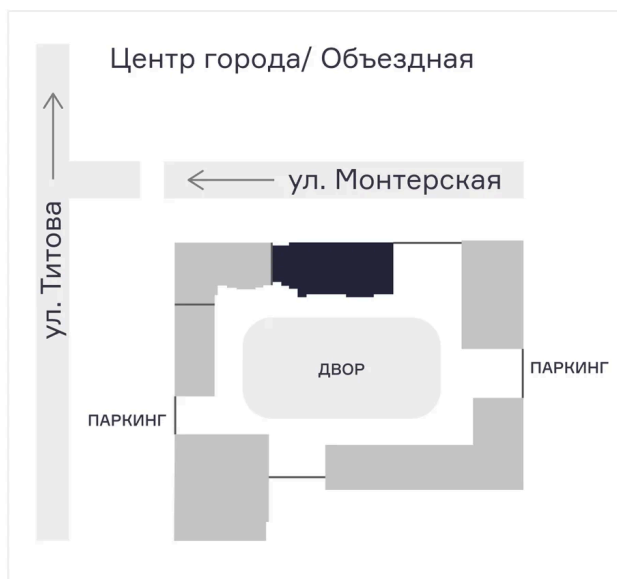 Центр города/ Объездная
ул. Монтерская
ул. Титова
ДВОР
ПАРКИНГ
ПАРКИНГ